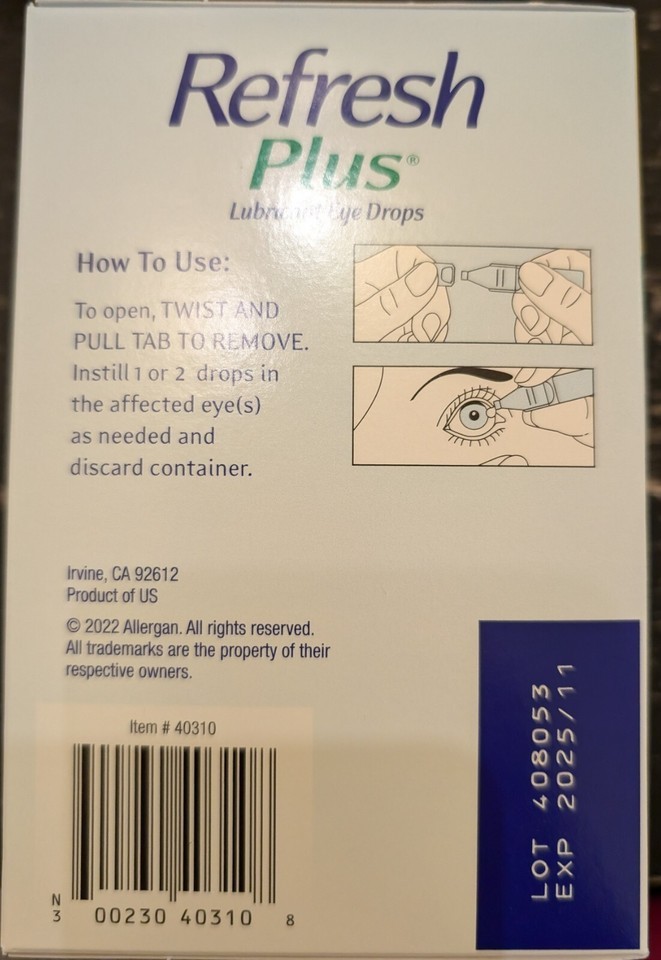 Refresh
Plus®
Lubricant Eye Drops
How To Use:
To open, TWIST AND
PULL TAB TO REMOVE.
Instill 1 or 2 drops in
the affected eye(s)
as needed and
discard container.
Irvine, CA 92612
Product of US
© 2022 Allergan. All rights reserved.
All trademarks are the property of their
respective owners.
Item # 40310
N
3 00230 40310 8
LOT 408053
EXP 2025/11